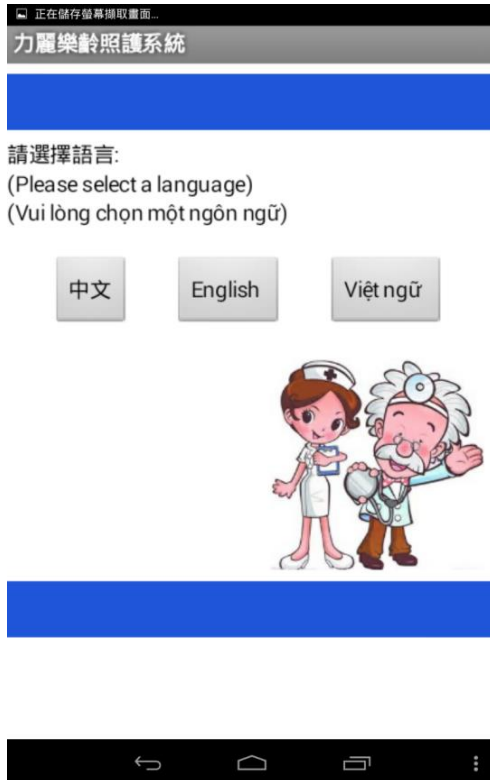 正在儲存螢幕擷取畫面...
力麗樂齡照護系統
請選擇語言:
(Please select a language)
(Vui lòng chọn một ngôn ngữ)
中文 English Việt ngữ